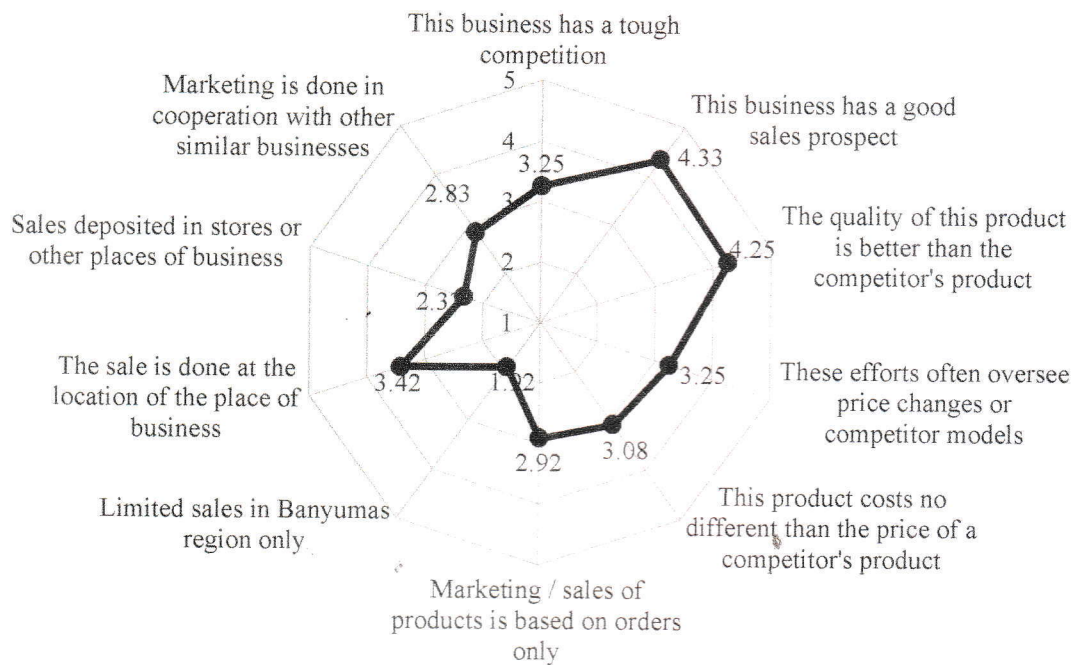 This business has a tough
competition
5
Marketing is done in
cooperation with other
similar businesses
This business has a good
sales prospect
4
4.33
3.25
2.83
3
Sales deposited in stores or
other places of business
The quality of this product
is better than the
competitor's product
4.25
2
2.33
1
The sale is done at the
location of the place of
business
3.42
1.92
3.25
These efforts often oversee
price changes or
competitor models
2.92
3.08
Limited sales in Banyumas
region only
This product costs no
different than the price of a
competitor's product
Marketing / sales of
products is based on orders
only